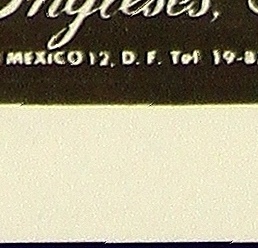 Ingleses,
MEXICO 12, D. F. Tel 19-8